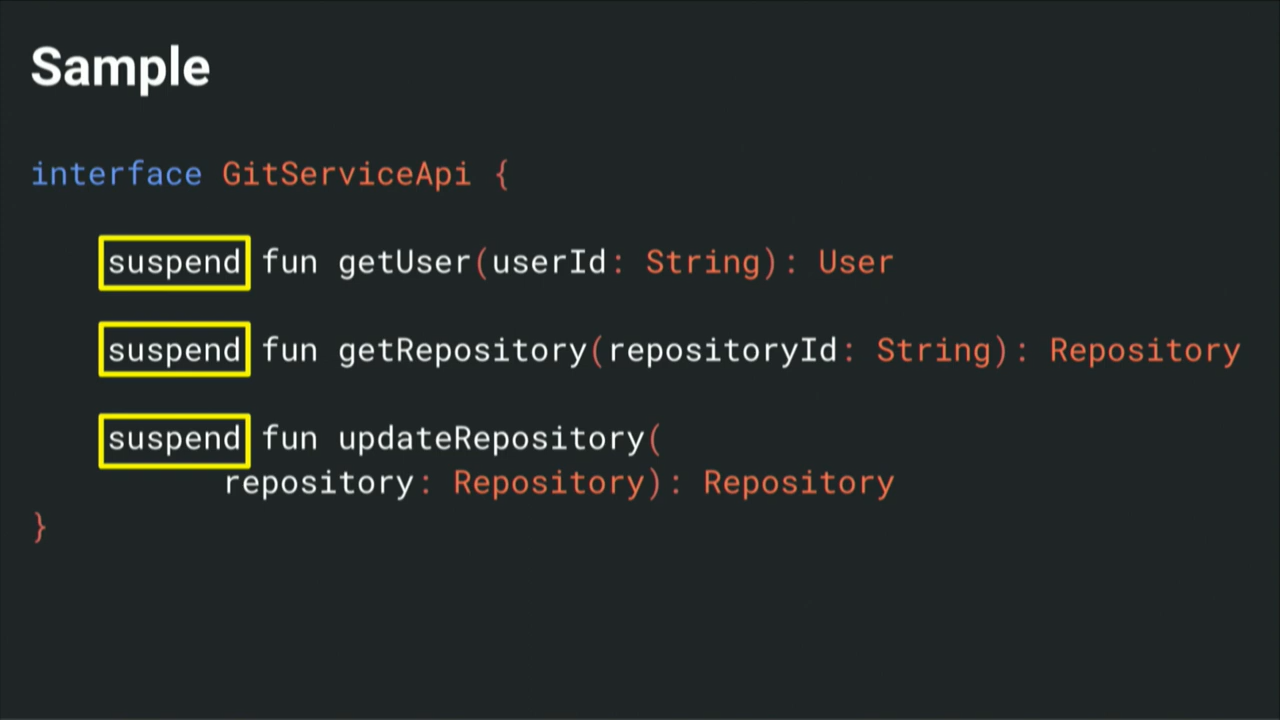 Sample
interface GitServiceApi {
suspend fun getUser(userId: String): User
suspend fun getRepository(repositoryId: String): Repository
suspend fun updateRepository(
repository: Repository): Repository
}